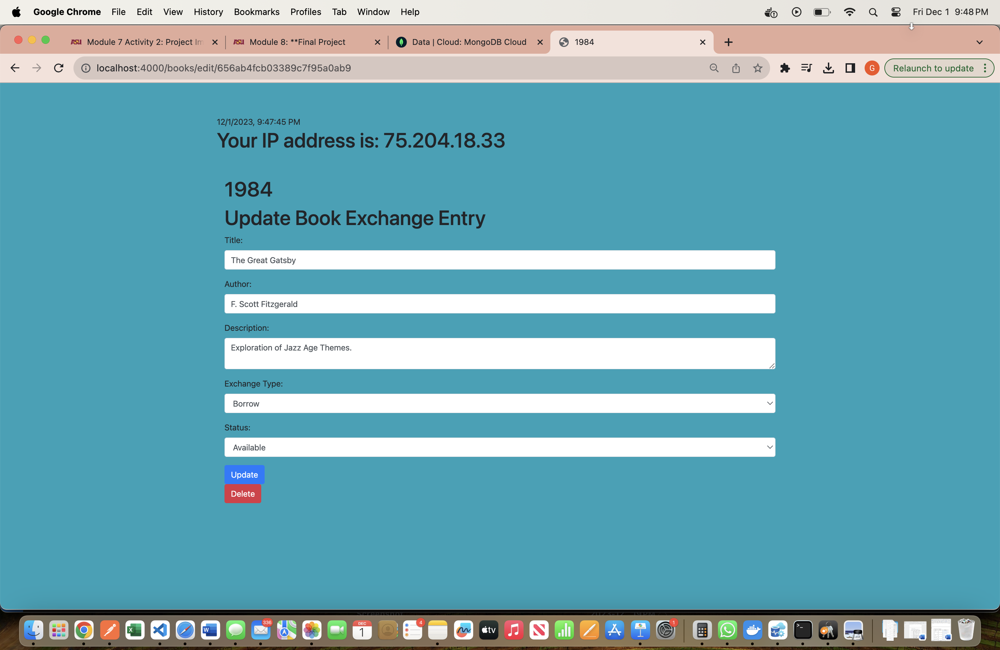 Google Chrome File Edit View History Bookmarks Profiles Tab Window Help Fri Dec 1 9:48 PM
ASU Module 7 Activity 2: Project Im ASU Module 8: **Final Project Data | Cloud: MongoDB Cloud 1984
localhost:4000/books/edit/656ab4fcb03389c7f95a0ab9 G Relaunch to update
12/1/2023, 9:47:45 PM
Your IP address is: 75.204.18.33
1984
Update Book Exchange Entry
Title:
The Great Gatsby
Author:
F. Scott Fitzgerald
Description:
Exploration of Jazz Age Themes.
Exchange Type:
Borrow
Status:
Available
Update
Delete
Screenshot
336 DEC 1 4 tv 1